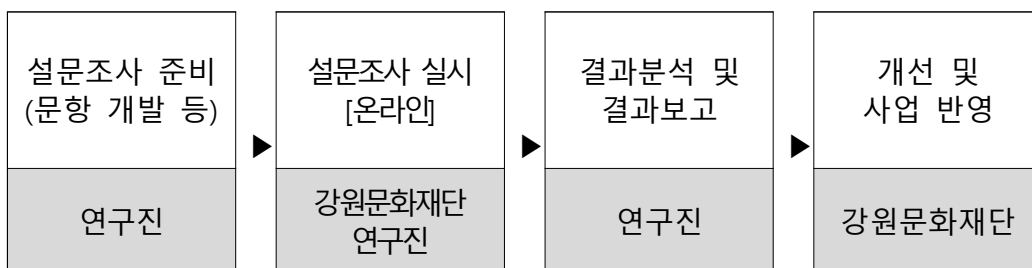 설문조사 준비
(문항 개발 등)
▶
설문조사 실시
[온라인]
▶
결과분석 및
결과보고
▶
개선 및
사업 반영
연구진
강원문화재단
연구진
연구진
강원문화재단